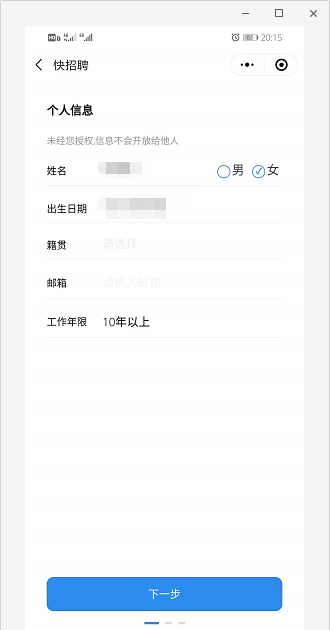 20:15
快招聘
个人信息
未经您授权,信息不会开放给他人
姓名 男 女
出生日期
籍贯 请选择
邮箱 请输入邮箱
工作年限 10年以上
下一步